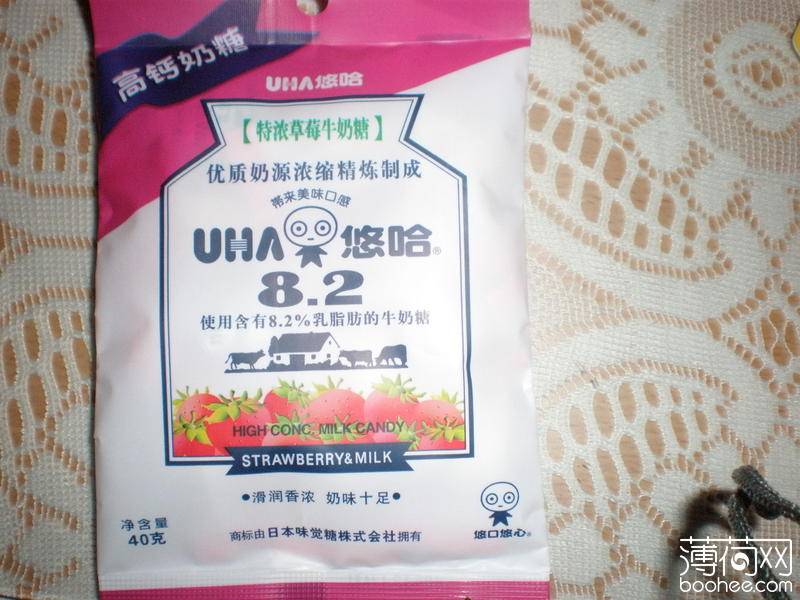 高钙奶糖
UHA悠哈
【特浓草莓牛奶糖】
优质奶源浓缩精炼制成
带来美味口感
UHA 悠哈®
8.2
使用含有8.2%乳脂肪的牛奶糖
HIGH CONC. MILK CANDY
STRAWBERRY&MILK
●滑润香浓 奶味十足●
净含量
40克
商标由日本味觉糖株式会社拥有
悠口悠心®
薄荷网
boohee.com